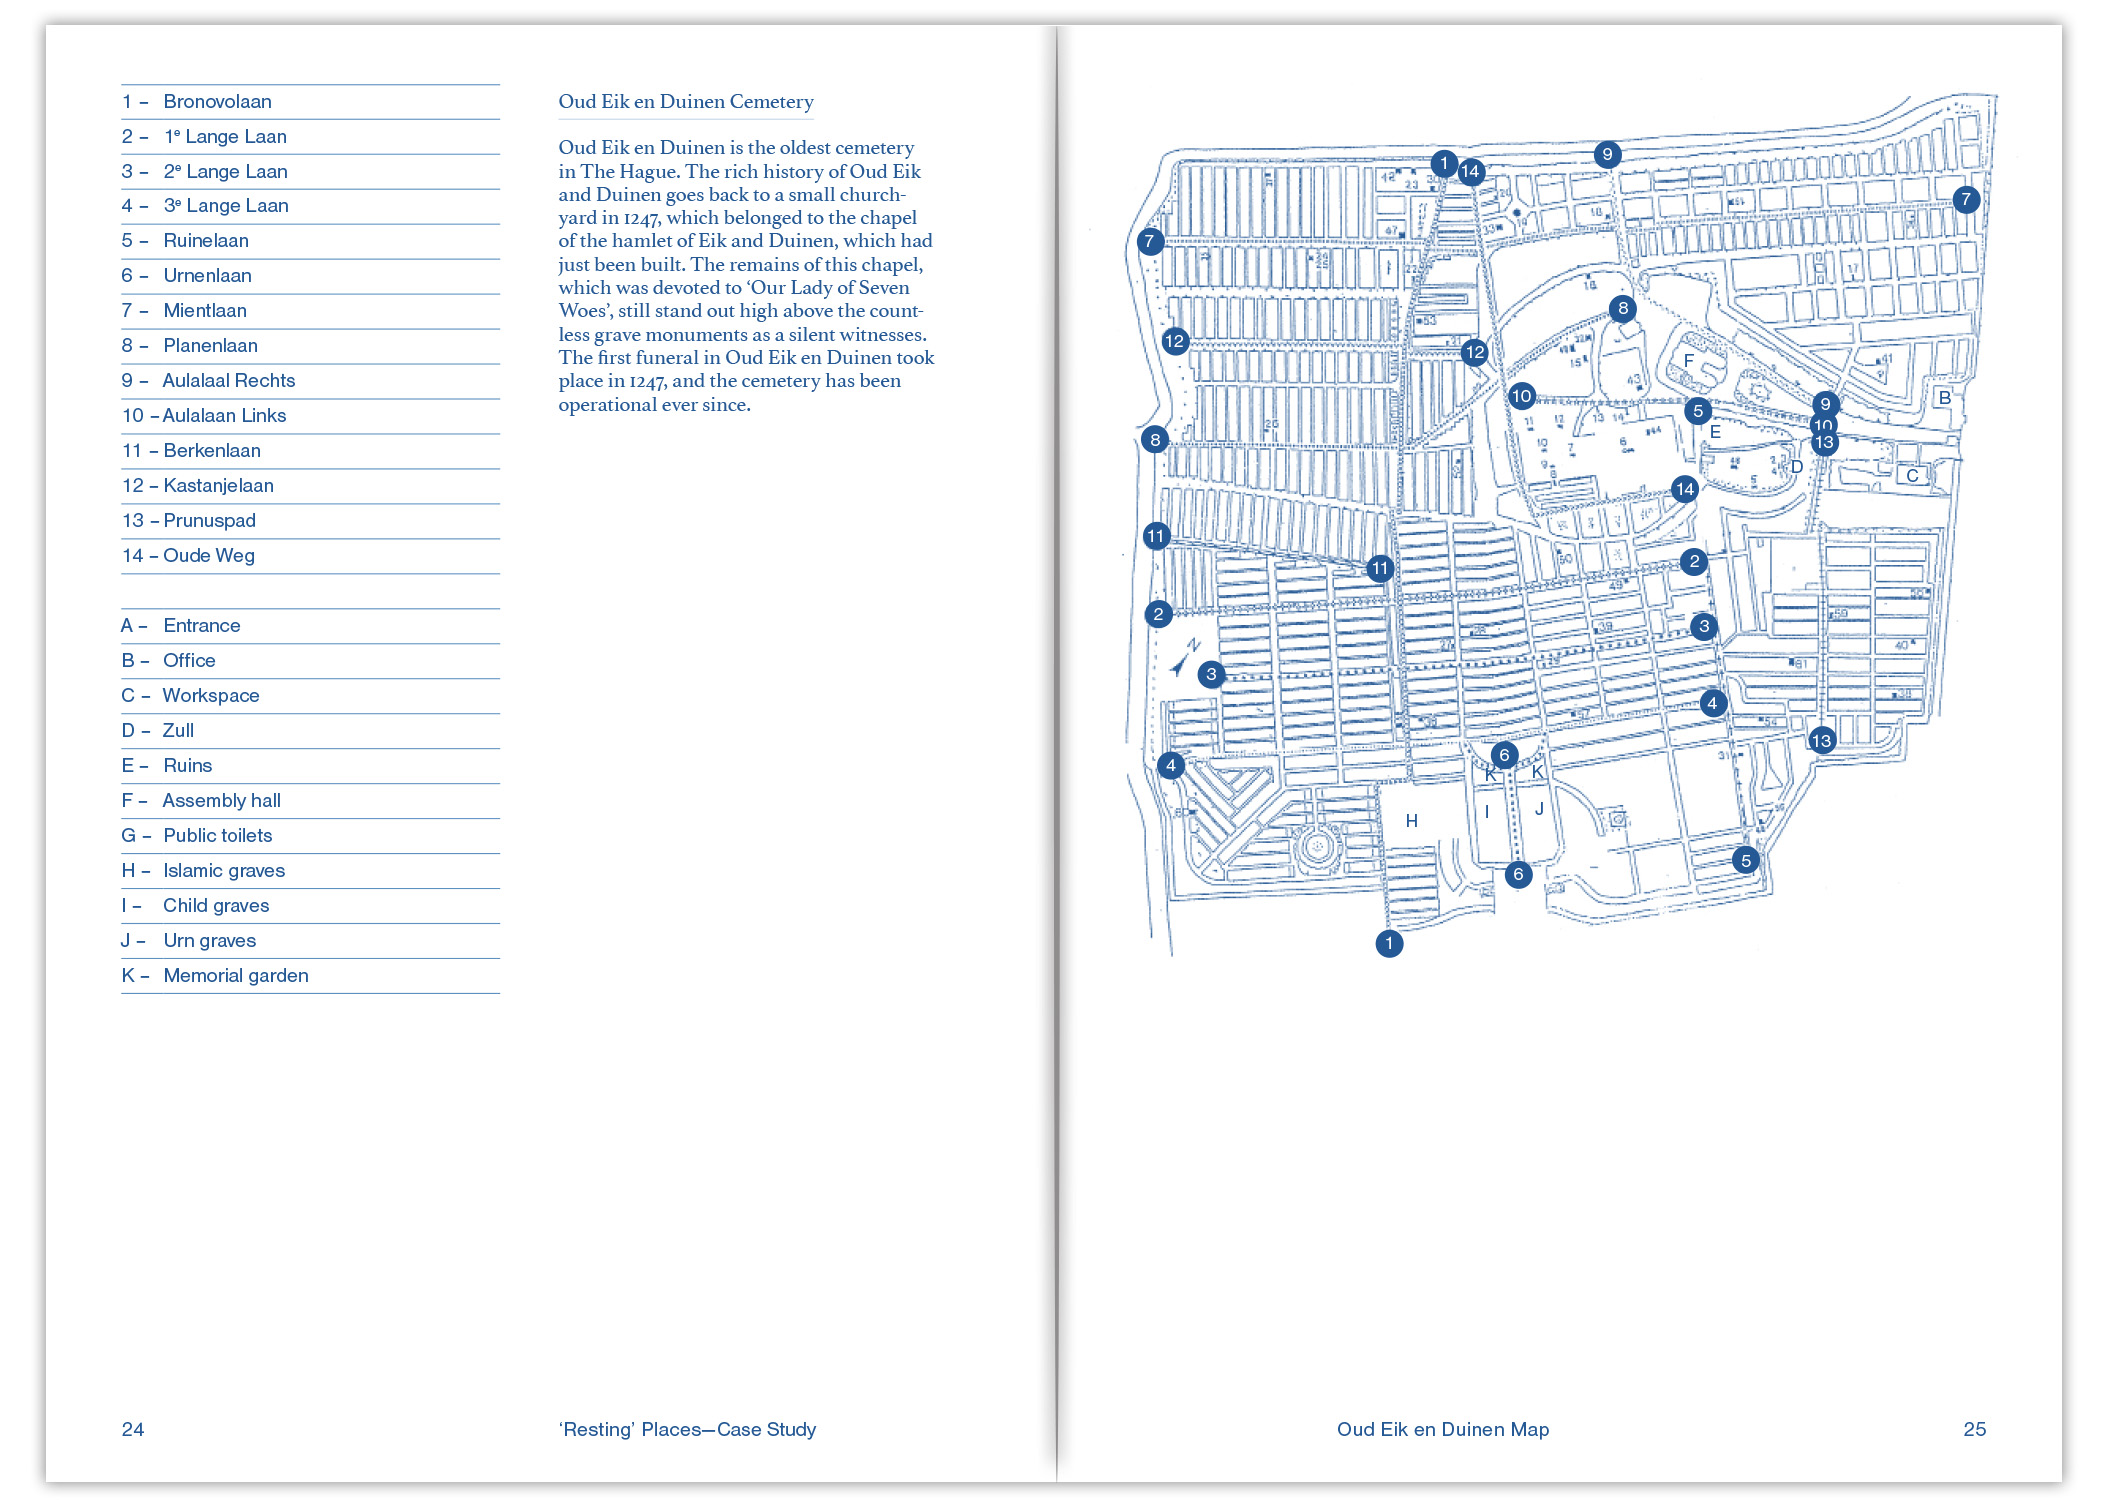 1 – Bronovolaan
2 – 1e Lange Laan
3 – 2e Lange Laan
4 – 3e Lange Laan
5 – Ruinelaan
6 – Urnenlaan
7 – Mientlaan
8 – Planenlaan
9 – Aulalaal Rechts
10 – Aulalaan Links
11 – Berkenlaan
12 – Kastanjelaan
13 – Prunuspad
14 – Oude Weg
A – Entrance
B – Office
C – Workspace
D – Zull
E – Ruins
F – Assembly hall
G – Public toilets
H – Islamic graves
I – Child graves
J – Urn graves
K – Memorial garden
Oud Eik en Duinen Cemetery
Oud Eik en Duinen is the oldest cemetery
in The Hague. The rich history of Oud Eik
and Duinen goes back to a small church-
yard in 1247, which belonged to the chapel
of the hamlet of Eik and Duinen, which had
just been built. The remains of this chapel,
which was devoted to ‘Our Lady of Seven
Woes’, still stand out high above the count-
less grave monuments as a silent witnesses.
The first funeral in Oud Eik en Duinen took
place in 1247, and the cemetery has been
operational ever since.
24
‘Resting’ Places—Case Study
1
14
9
7
7
8
12
12
10
5
9
10
13
F
B
E
D
C
8
14
11
11
2
2
3
N
3
4
13
4
6
K
K
I
J
H
5
6
1
Oud Eik en Duinen Map
25